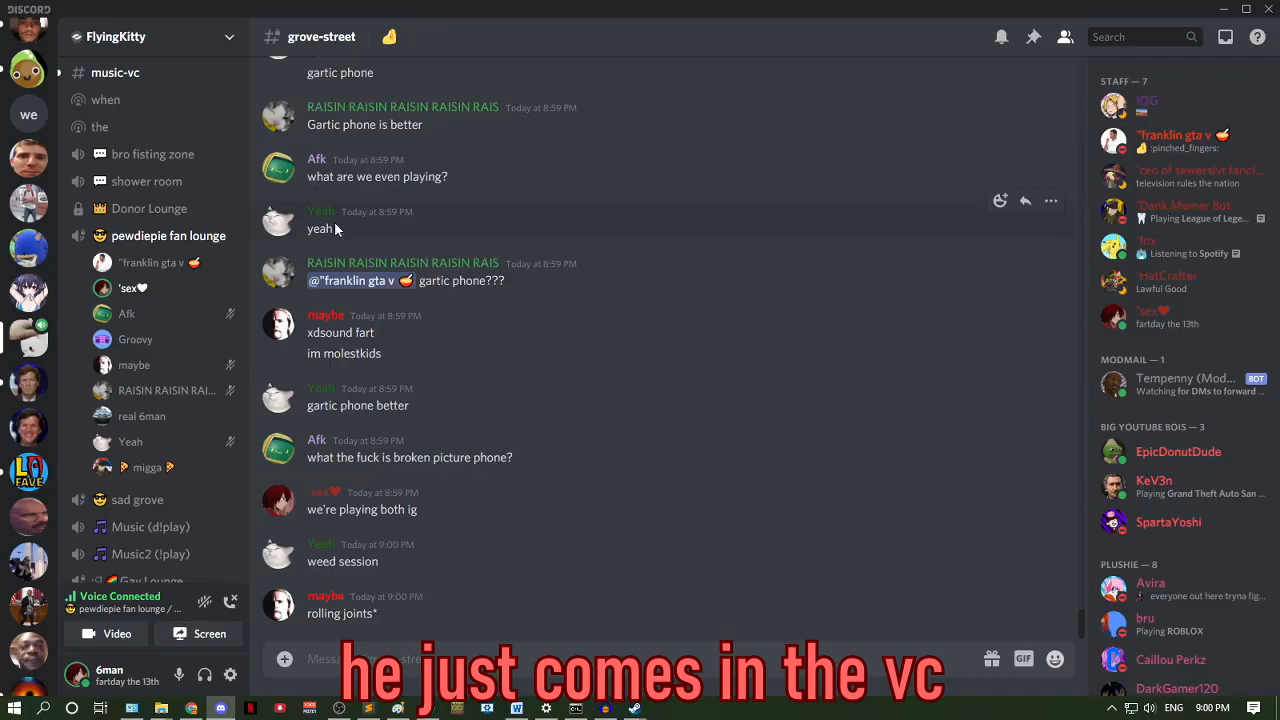 DISCORD
FlyingKitty
grove-street
Search
we
music-vc
when
the
bro fisting zone
shower room
Donor Lounge
pewdiepie fan lounge
"franklin gta v
'sex
Afk
Groovy
maybe
RAISIN RAISIN RAI...
real 6man
Yeah
migga
sad grove
Music (d!play)
Music2 (!play)
Gay Lounge
Voice Connected
pewdiepie fan lounge / ...
Video
Screen
6man
fartday the 13th
gartic phone
RAISIN RAISIN RAISIN RAISIN RAIS Today at 8:59 PM
Gartic phone is better
Afk Today at 8:59 PM
what are we even playing?
Yeah Today at 8:59 PM
yeah
RAISIN RAISIN RAISIN RAISIN RAIS Today at 8:59 PM
@"franklin gta v gartic phone???
maybe Today at 8:59 PM
xdsound fart
im molestkids
Yeah Today at 8:59 PM
gartic phone better
Afk Today at 8:59 PM
what the fuck is broken picture phone?
'sex Today at 8:59 PM
we're playing both ig
Yeah Today at 9:00 PM
weed session
maybe Today at 9:00 PM
rolling joints*
GIF
he just comes in the vc
STAFF — 7
"franklin gta v
:pinched_fingers:
'ceo of sewerslvt fancl...
television rules the nation
'Dank Memer Bot
Playing League of Lege...
'fox
Listening to Spotify
'HatCrafter
Lawful Good
'sex
fartday the 13th
MODMAIL — 1
Tempenny (Mod... BOT
Watching for DMs to forward ...
BIG YOUTUBE BOIS — 3
EpicDonutDude
KeV3n
Playing Grand Theft Auto San ...
SpartaYoshi
PLUSHIE — 8
Avira
everyone out here tryna fig...
bru
Playing ROBLOX
Caillou Perkz
DarkGamer120
ENG 9:00 PM